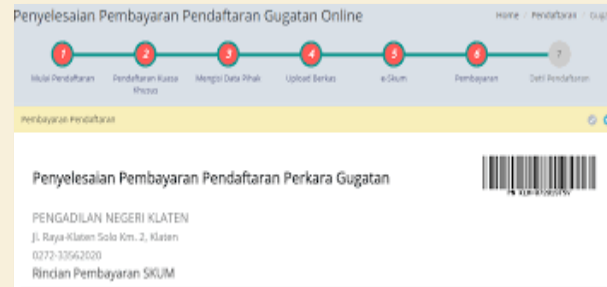 Penyelesaian Pembayaran Pendaftaran Gugatan Online
Home / Pendaftaran /
1 2 3 4 5 6 7
Mulai Pendaftaran Pendaftaran Kuasa Khusus Mengisi Data Pihak Upload Berkas e-Skum Pembayaran Detil Pendaftaran
Pembayaran Pendaftaran
Penyelesaian Pembayaran Pendaftaran Perkara Gugatan
PENGADILAN NEGERI KLATEN
Jl. Raya-Klaten Solo Km. 2, Klaten
0272-33562020
Rincian Pembayaran SKUM